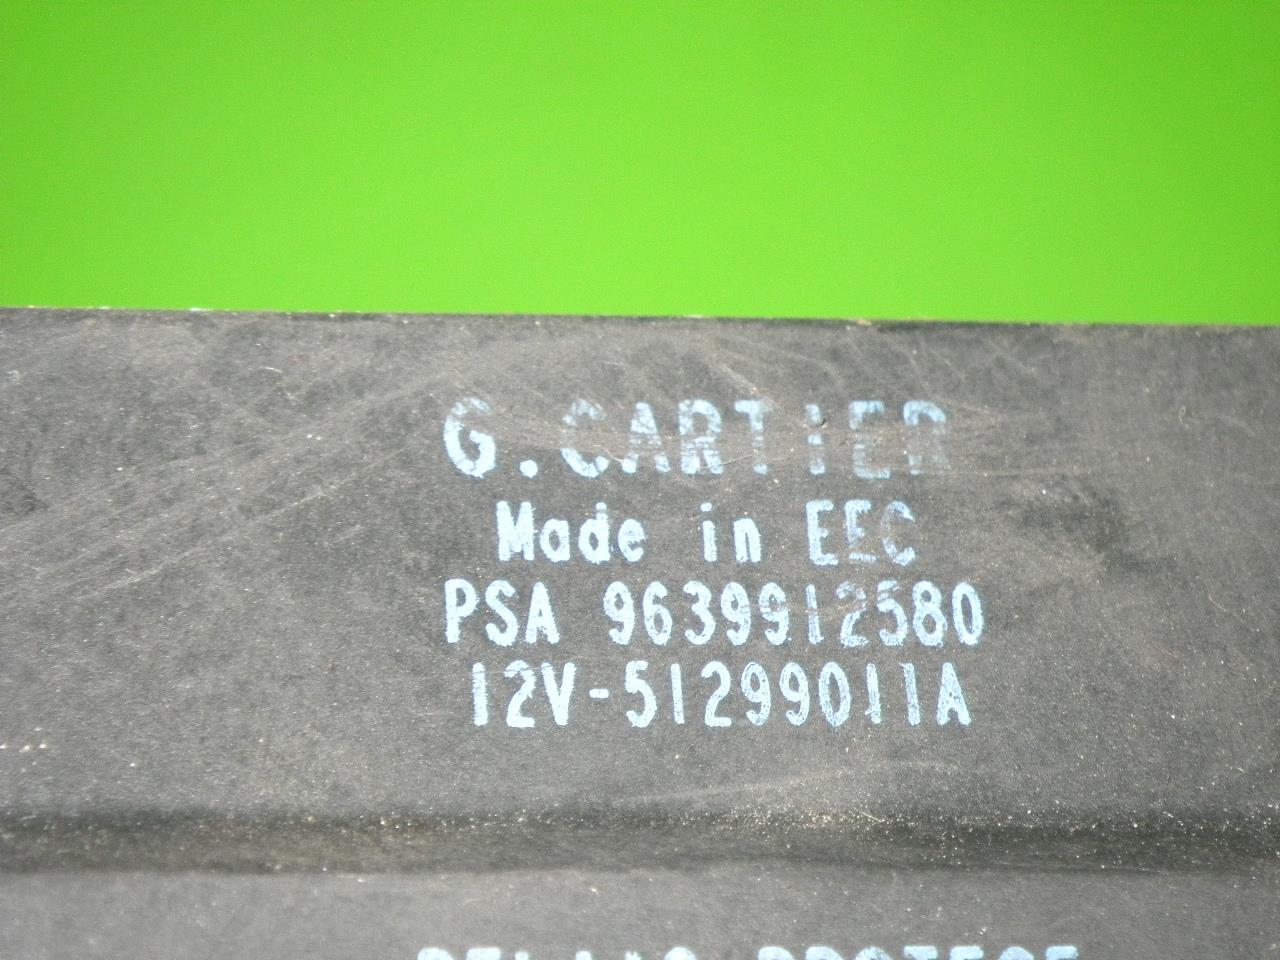 G.CARTIER
Made in EEC
PSA 9639912580
12V-51299011A